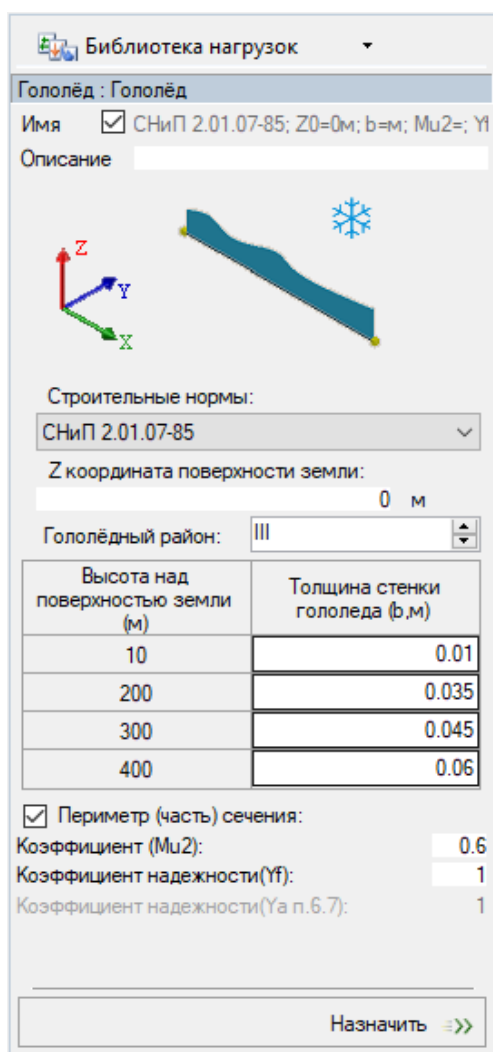 Библиотека нагрузок
Гололёд : Гололёд
Имя СНиП 2.01.07-85; Z0=0м; b=м; Mu2=;
Описание
Z
Y
X
Строительные нормы:
СНиП 2.01.07-85
Z координата поверхности земли:
0 м
Гололёдный район: III
Высота над
поверхностью земли
(м)
Толщина стенки
гололеда (b,м)
10 0.01
200 0.035
300 0.045
400 0.06
Периметр (часть) сечения:
Коэффициент (Mu2): 0.6
Коэффициент надежности(Yf): 1
Коэффициент надежности(Ya п.6.7): 1
Назначить